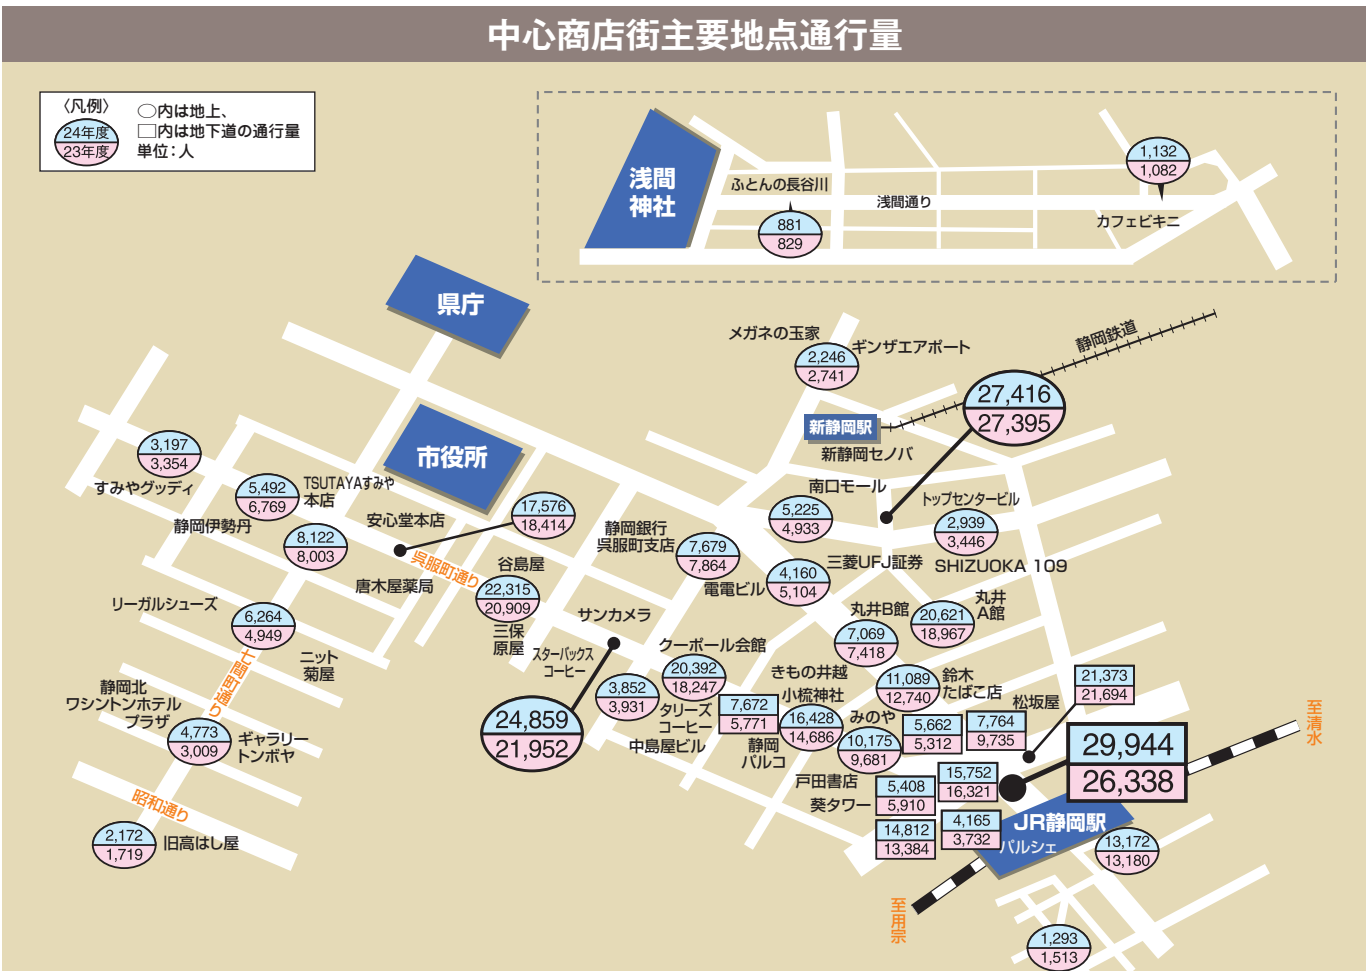 中心商店街主要地点通行量
〈凡例〉
24年度
23年度
○内は地上、
□内は地下道の通行量
単位：人
浅間
神社
ふとんの長谷川
881
829
浅間通り
1,132
1,082
カフェビキニ
県庁
市役所
メガネの玉家
2,246
2,741
ギンザエアポート
静岡鉄道
27,416
27,395
新静岡駅
新静岡セノバ
3,197
3,354
すみやグッディ
5,492
6,769
TSUTAYAすみや
本店
静岡伊勢丹
8,122
8,003
安心堂本店
17,576
18,414
呉服町通り
唐木屋薬局
谷島屋
22,315
20,909
三保
原屋
静岡銀行
呉服町支店
7,679
7,864
電電ビル
南口モール
5,225
4,933
トップセンタービル
2,939
3,446
SHIZUOKA 109
4,160
5,104
三菱UFJ証券
リーガルシューズ
6,264
4,949
ニット
菊屋
七間町通り
静岡北
ワシントンホテル
プラザ
4,773
3,009
ギャラリー
トンボヤ
昭和通り
2,172
1,719
旧高はし屋
サンカメラ
スターバックス
コーヒー
24,859
21,952
クーポール会館
20,392
18,247
3,852
3,931
タリーズ
コーヒー
中島屋ビル
丸井B館
7,069
7,418
20,621
18,967
丸井
A館
きもの井越
小梳神社
11,089
12,740
鈴木
たばこ店
7,672
5,771
静岡
パルコ
16,428
14,686
みのや
10,175
9,681
5,662
5,312
7,764
9,735
松坂屋
21,373
21,694
29,944
26,338
戸田書店
葵タワー
5,408
5,910
15,752
16,321
14,812
13,384
4,165
3,732
JR静岡駅
パルシェ
13,172
13,180
1,293
1,513
至清水
至用宗